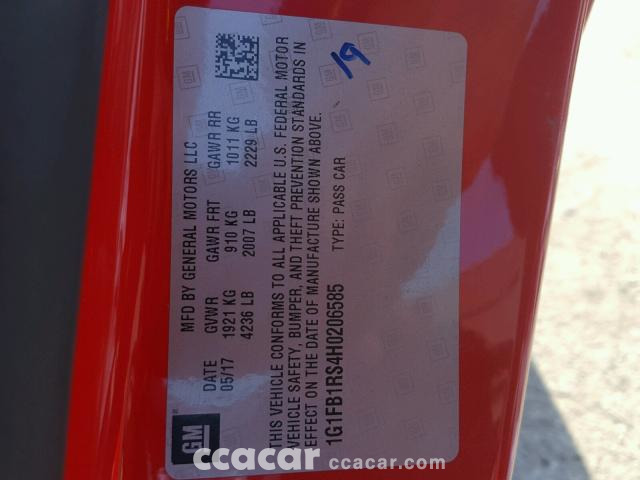 GM
MFD BY GENERAL MOTORS LLC
DATE GVWR GAWR FRT GAWR RR
05/17 1921 KG 910 KG 1011 KG
4236 LB 2007 LB 2229 LB
THIS VEHICLE CONFORMS TO ALL APPLICABLE U.S. FEDERAL MOTOR
VEHICLE SAFETY, BUMPER, AND THEFT PREVENTION STANDARDS IN
EFFECT ON THE DATE OF MANUFACTURE SHOWN ABOVE.
1G1FB1RS4H0206585 TYPE: PASS CAR
19
ccacar ccacar.com